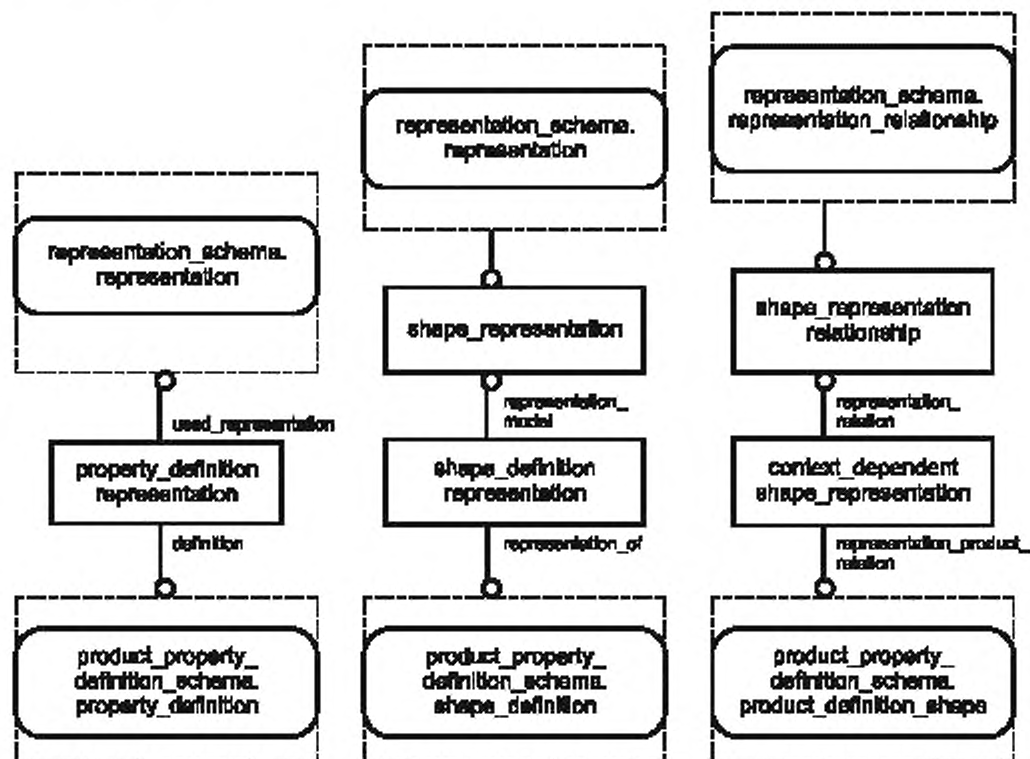 representation_schema.
representation
used_representation
property_definition
representation
definition
product_property_
definition_schema.
property_definition
representation_schema.
representation
shape_representation
representation_
model
shape_definition
representation
representation_of
product_property_
definition_schema.
shape_definition
representation_schema.
representation_relationship
shape_representation
relationship
representation_
relation
context_dependent
shape_representation
representation_product_
relation
product_property_
definition_schema.
product_definition_shape